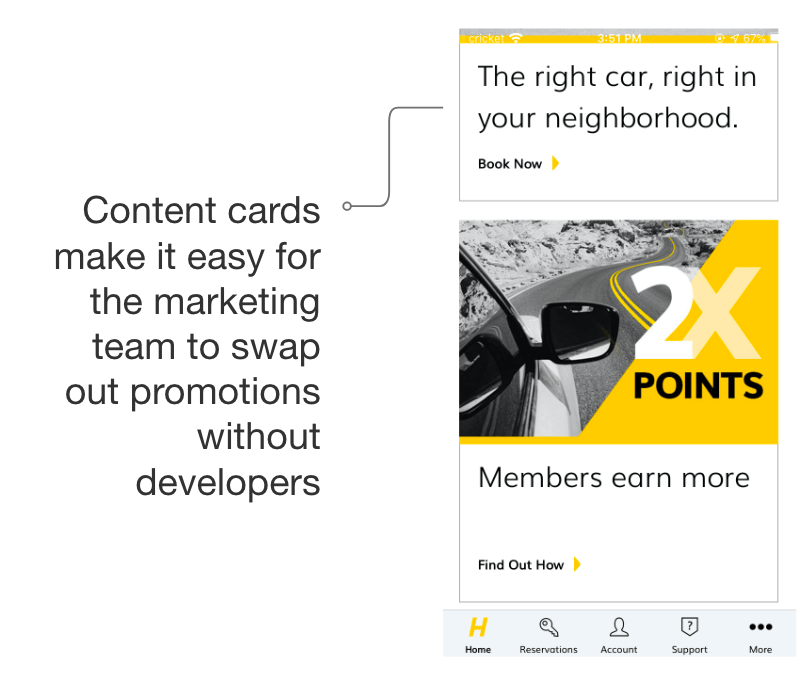 cricket 3:51 PM 67%
The right car, right in
your neighborhood.
Book Now
Content cards
make it easy for
the marketing
team to swap
out promotions
without
developers
2X
POINTS
Members earn more
Find Out How
H
?
Home Reservations Account Support More